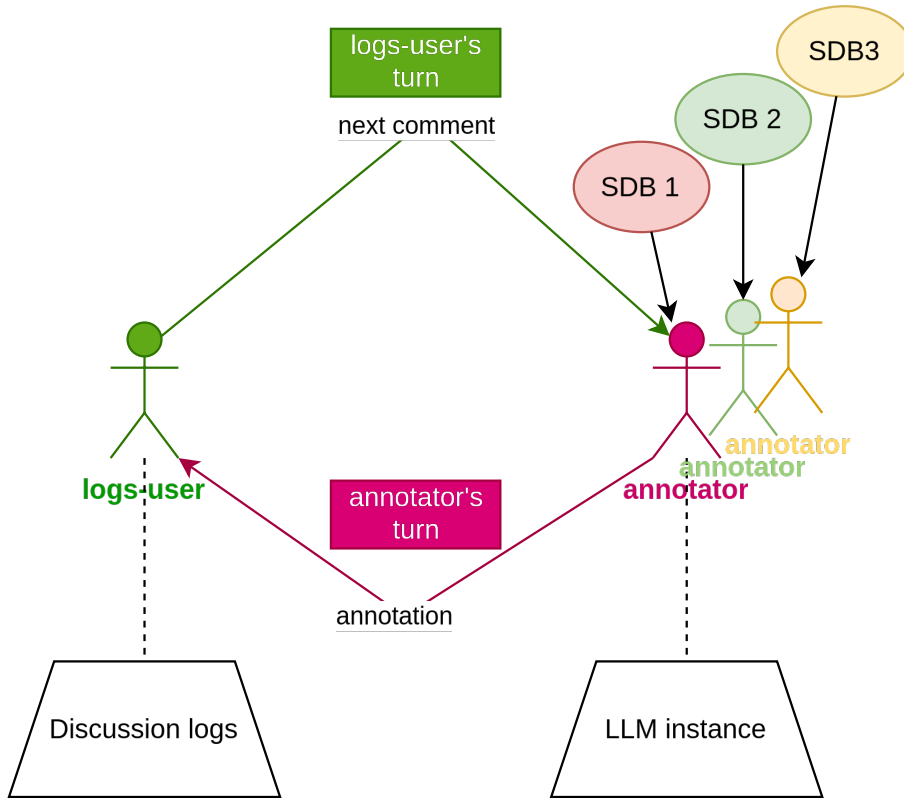 logs-user's
turn
next comment
SDB3
SDB 2
SDB 1
annotator
annotator
annotator
logs-user
annotator's
turn
annotation
Discussion logs
LLM instance